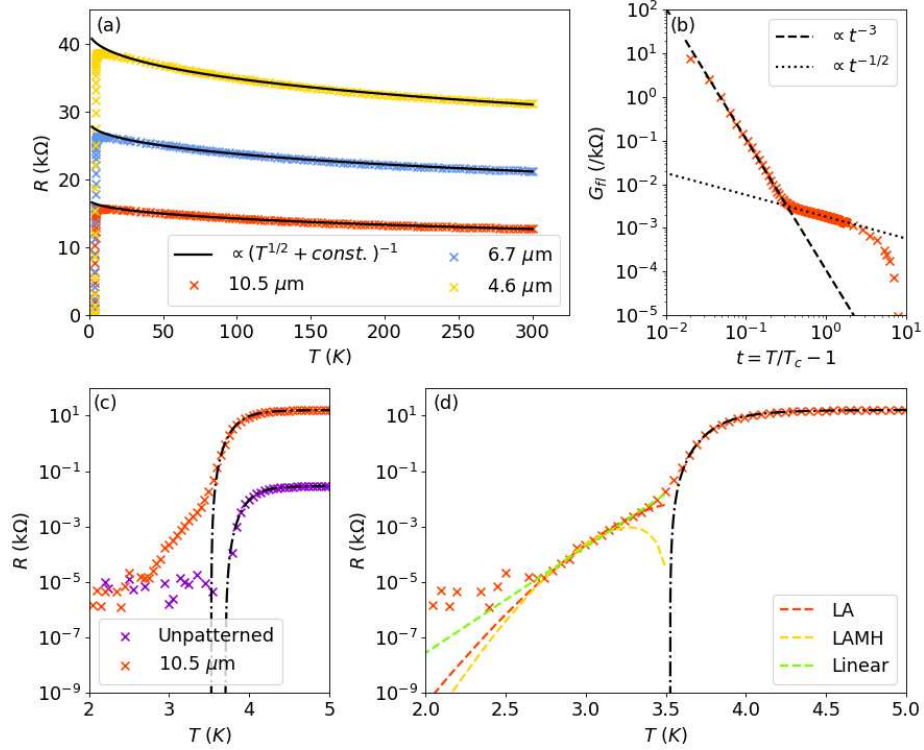 (a)
40
30
20
10
0
R (kΩ)
∝ (T^{1/2} + const. )^{−1}
10.5 μm
6.7 μm
4.6 μm
0 50 100 150 200 250 300
T (K)
(b)
10^2
10^1
10^0
10^{−1}
10^{−2}
10^{−3}
10^{−4}
10^{−5}
G_{fl} (/kΩ)
∝ t^{−3}
∝ t^{−1/2}
10^{−2} 10^{−1} 10^0 10^1
t = T/T_c − 1
(c)
10^1
10^{−1}
10^{−3}
10^{−5}
10^{−7}
10^{−9}
R (kΩ)
Unpatterned
10.5 μm
2 3 4 5
T (K)
(d)
10^1
10^{−1}
10^{−3}
10^{−5}
10^{−7}
10^{−9}
R (kΩ)
LA
LAMH
Linear
2.0 2.5 3.0 3.5 4.0 4.5 5.0
T (K)